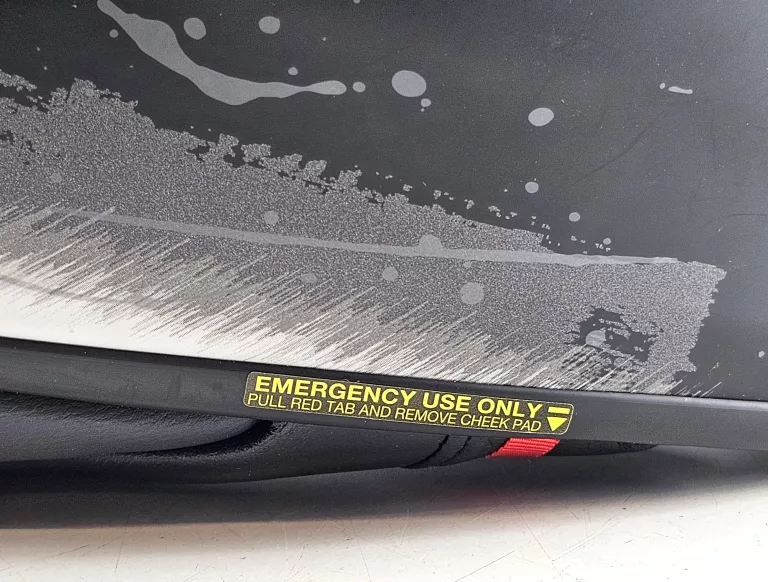 EMERGENCY USE ONLY
PULL RED TAB AND REMOVE CHEEK PAD